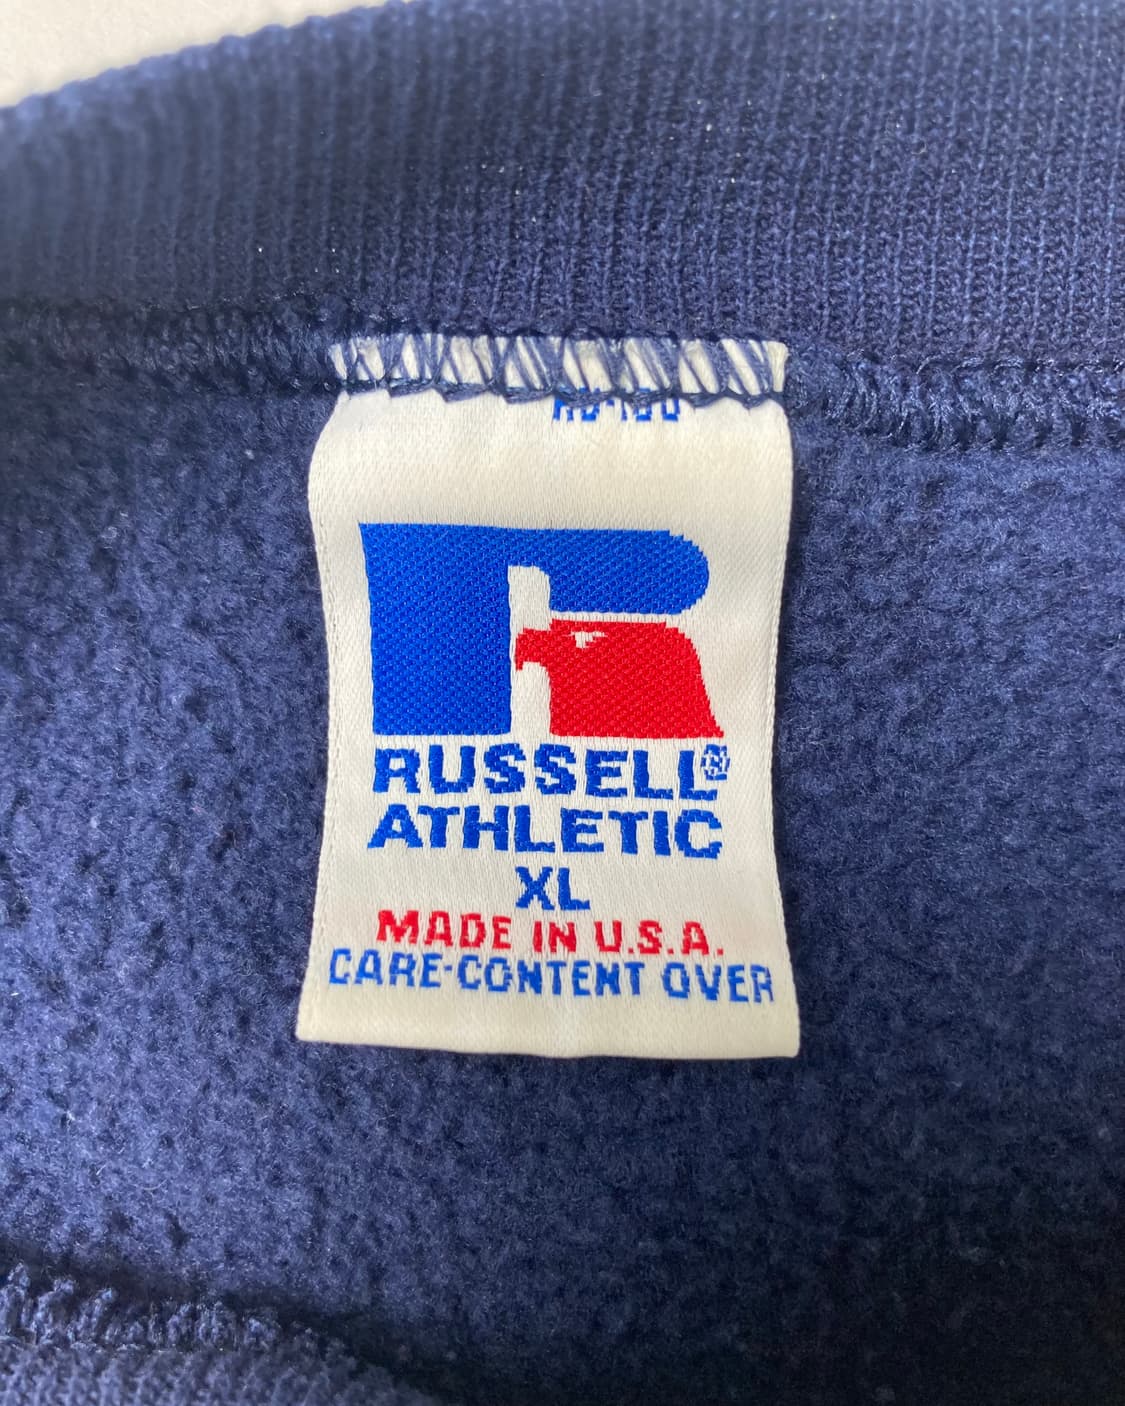 RUSSELL®
ATHLETIC
XL
MADE IN U.S.A.
CARE-CONTENT OVER